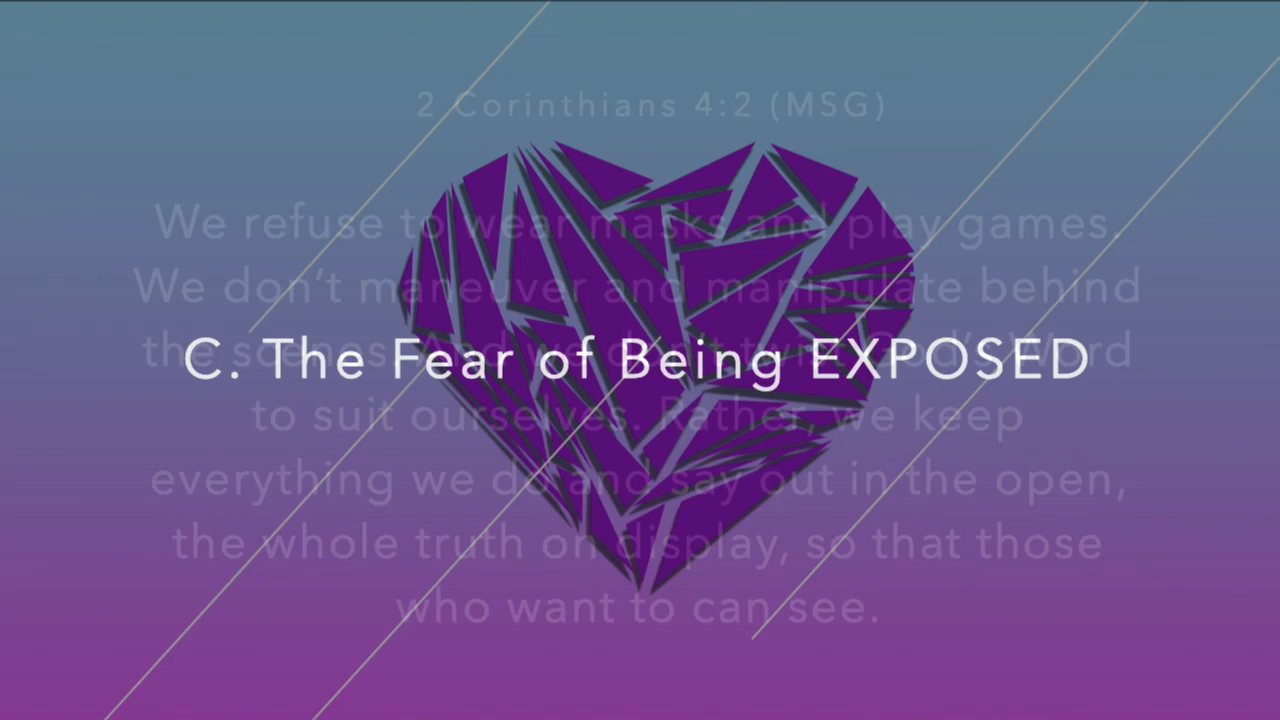 2 Corinthians 4:2 (MSG)
We refuse to wear masks and play games.
We don’t maneuver and manipulate behind
the scenes
C. The Fear of Being EXPOSED
to suit ourselves. Rather, we keep
everything we do and say out in the open,
the whole truth on display, so that those
who want to can see.